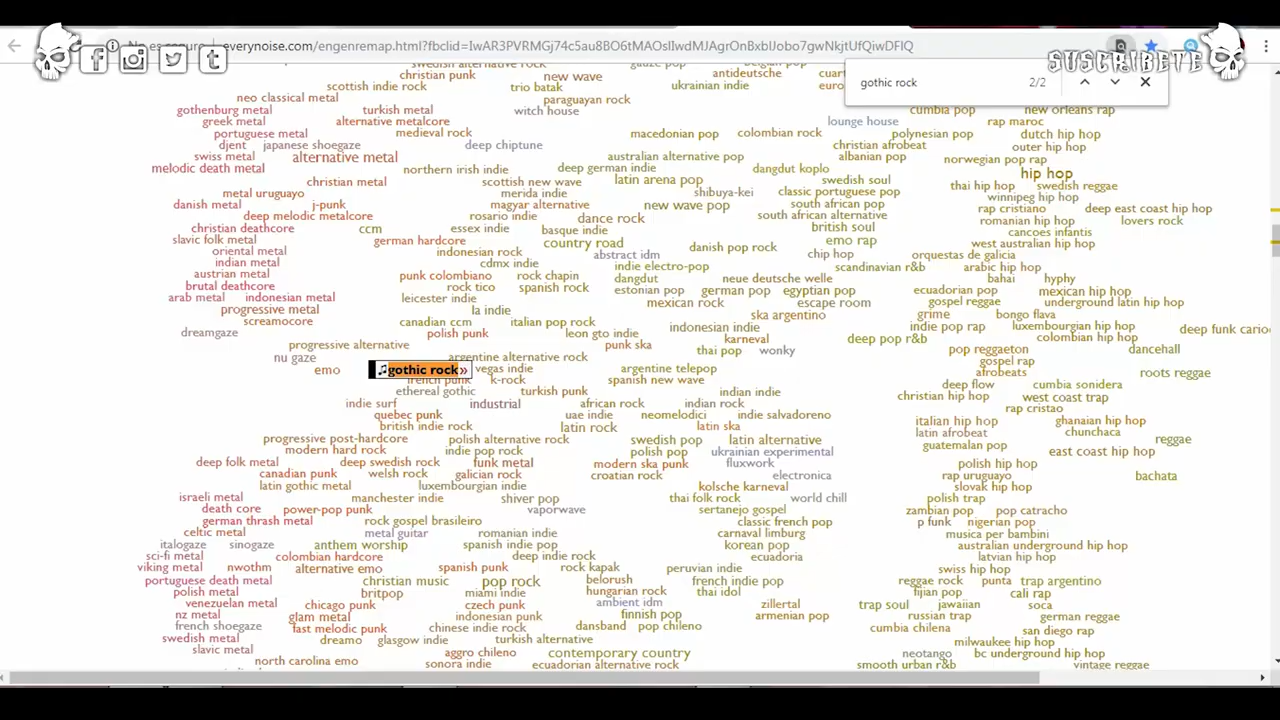 No es seguro
everynoise.com/engenremap.html?fbclid=IwAR3PVRMGj74c5au8BO6tMAOslIwdMJAgrOnBxblJobo7gwNkjtUfQiwDFlQ
SUSCRIBETE
gothic rock 2/2
swedish alternative rock
christian punk
new wave
antideutsche
scottish indie rock
trio batak
ukrainian indie
neo classical metal
paraguayan rock
gothenburg metal
turkish metal
witch house
cumbia pop
new orleans rap
greek metal
alternative metalcore
lounge house
rap maroc
portuguese metal
medieval rock
macedonian pop
colombian rock
polynesian pop
dutch hip hop
djent
japanese shoegaze
deep chiptune
christian afrobeat
outer hip hop
swiss metal
alternative metal
australian alternative pop
albanian pop
norwegian pop rap
melodic death metal
northern irish indie
deep german indie
dangdut koplo
hip hop
christian metal
scottish new wave
latin arena pop
swedish soul
thai hip hop
swedish reggae
metal uruguayo
merida indie
shibuya-kei
classic portuguese pop
winnipeg hip hop
danish metal
j-punk
magyar alternative
new wave pop
south african pop
rap cristiano
deep east coast hip hop
deep melodic metalcore
rosario indie
dance rock
south african alternative
romanian hip hop
lovers rock
christian deathcore
ccm
essex indie
basque indie
british soul
cancoes infantis
slavic folk metal
german hardcore
country road
danish pop rock
emo rap
west australian hip hop
oriental metal
indonesian rock
abstract idm
chip hop
orquestas de galicia
indian metal
cdmx indie
indie electro-pop
scandinavian r&b
arabic hip hop
austrian metal
punk colombiano
rock chapin
dangdut
neue deutsche welle
bahai
hyphy
brutal deathcore
rock tico
spanish rock
estonian pop
german pop
egyptian pop
ecuadorian pop
mexican hip hop
arab metal
indonesian metal
leicester indie
mexican rock
escape room
gospel reggae
underground latin hip hop
progressive metal
la indie
ska argentino
grime
bongo flava
screamocore
canadian ccm
italian pop rock
indonesian indie
indie pop rap
luxembourgian hip hop
deep funk cario
dreamgaze
polish punk
leon gto indie
karneval
deep pop r&b
colombian hip hop
progressive alternative
punk ska
thai pop
wonky
pop reggaeton
dancehall
nu gaze
argentine alternative rock
gospel rap
emo
gothic rock»
vegas indie
argentine telepop
afrobeats
roots reggae
french punk
k-rock
spanish new wave
deep flow
cumbia sonidera
ethereal gothic
turkish punk
indian indie
christian hip hop
west coast trap
indie surf
industrial
african rock
indian rock
rap cristao
quebec punk
uae indie
neomelodici
indie salvadoreno
italian hip hop
ghanaian hip hop
british indie rock
latin rock
latin ska
latin afrobeat
chunchaca
progressive post-hardcore
polish alternative rock
swedish pop
latin alternative
guatemalan pop
reggae
modern hard rock
indie pop rock
polish pop
ukrainian experimental
east coast hip hop
deep folk metal
deep swedish rock
funk metal
modern ska punk
fluxwork
polish hip hop
canadian punk
welsh rock
galician rock
croatian rock
electronica
rap uruguayo
bachata
latin gothic metal
luxembourgian indie
kolsche karneval
slovak hip hop
israeli metal
manchester indie
shiver pop
thai folk rock
world chill
polish trap
death core
power-pop punk
vaporwave
sertanejo gospel
zambian pop
pop catracho
german thrash metal
rock gospel brasileiro
classic french pop
p funk
nigerian pop
celtic metal
metal guitar
romanian indie
carnaval limburg
musica per bambini
italogaze
sinogaze
anthem worship
spanish indie pop
korean pop
australian underground hip hop
sci-fi metal
colombian hardcore
deep indie rock
ecuadoria
latvian hip hop
viking metal
nwothm
alternative emo
spanish punk
rock kapak
peruvian indie
swiss hip hop
portuguese death metal
christian music
pop rock
belorush
french indie pop
reggae rock
punta
trap argentino
polish metal
britpop
miami indie
hungarian rock
thai idol
fijian pop
cali rap
venezuelan metal
chicago punk
czech punk
ambient idm
zillertal
trap soul
jawaiian
soca
nz metal
glam metal
indonesian punk
finnish pop
armenian pop
russian trap
german reggae
french shoegaze
fast melodic punk
chinese indie rock
dansband
pop chileno
cumbia chilena
san diego rap
swedish metal
dreamo
glasgow indie
turkish alternative
milwaukee hip hop
slavic metal
aggro chileno
contemporary country
neotango
bc underground hip hop
north carolina emo
sonora indie
ecuadorian alternative rock
smooth urban r&b
vintage reggae